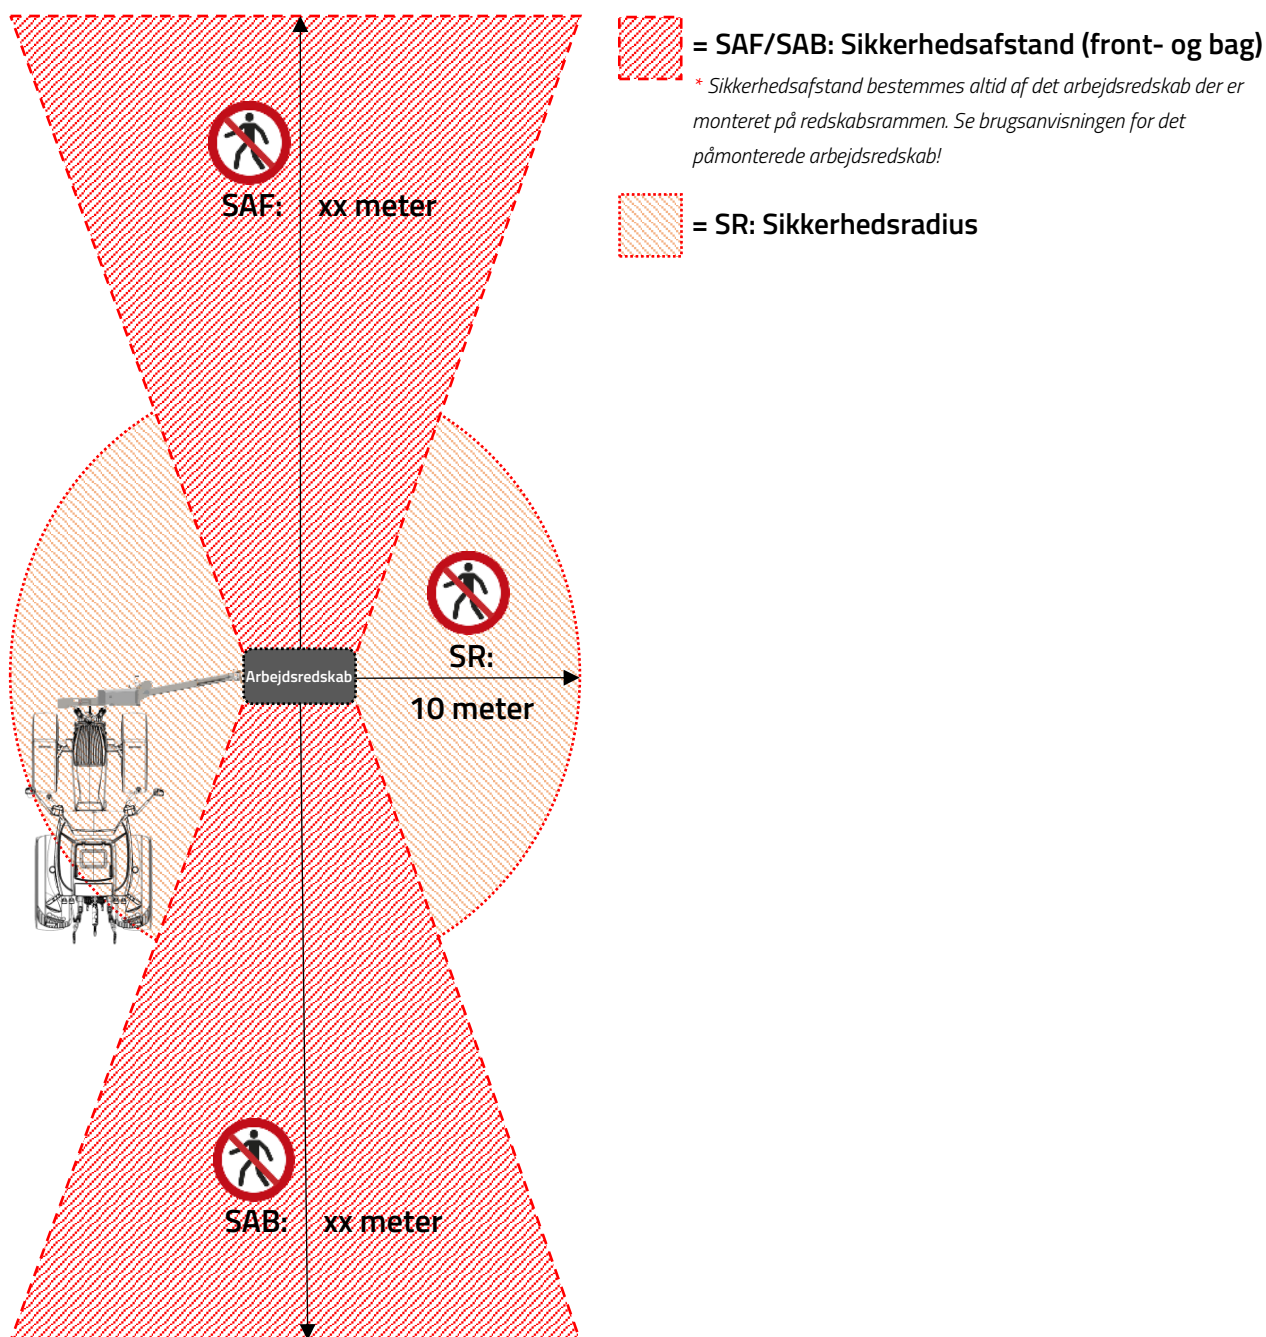 = SAF/SAB: Sikkerhedsafstand (front- og bag)
* Sikkerhedsafstand bestemmes altid af det arbejdsredskab der er
monteret på redskabsrammen. Se brugsanvisningen for det
påmonterede arbejdsredskab!
= SR: Sikkerhedsradius
SAF: xx meter
SR:
Arbejdsredskab
10 meter
SAB: xx meter